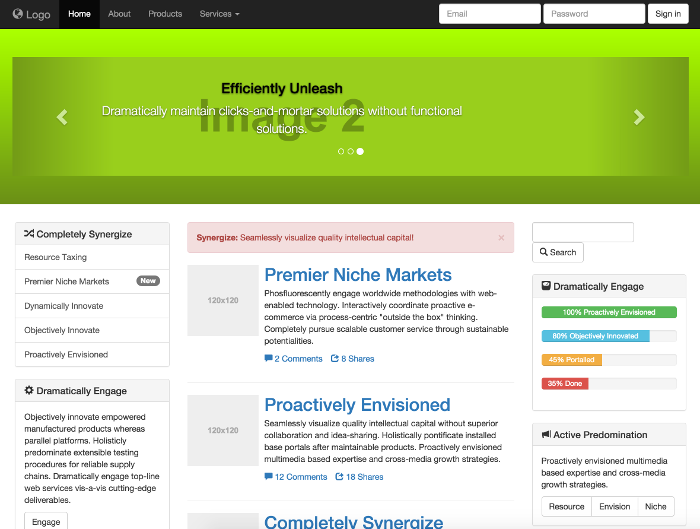 Logo Home About Products Services Email Password Sign in
Efficiently Unleash
Image 2
Dramatically maintain clicks-and-mortar solutions without functional
solutions.
Completely Synergize
Resource Taxing
Premier Niche Markets New
Dynamically Innovate
Objectively Innovate
Proactively Envisioned
Dramatically Engage
Objectively innovate empowered
manufactured products whereas
parallel platforms. Holisticly
predominate extensible testing
procedures for reliable supply
chains. Dramatically engage top-line
web services vis-a-vis cutting-edge
deliverables.
Engage
Synergize: Seamlessly visualize quality intellectual capital! ×
120x120
Premier Niche Markets
Phosfluorescently engage worldwide methodologies with web-
enabled technology. Interactively coordinate proactive e-
commerce via process-centric "outside the box" thinking.
Completely pursue scalable customer service through sustainable
potentialities.
2 Comments 8 Shares
120x120
Proactively Envisioned
Seamlessly visualize quality intellectual capital without superior
collaboration and idea-sharing. Holistically pontificate installed
base portals after maintainable products. Proactively envisioned
multimedia based expertise and cross-media growth strategies.
12 Comments 18 Shares
Completely Synergize
Search
Dramatically Engage
100% Proactively Envisioned
80% Objectively Innovated
45% Portalled
35% Done
Active Predomination
Proactively envisioned multimedia
based expertise and cross-media
growth strategies.
Resource Envision Niche